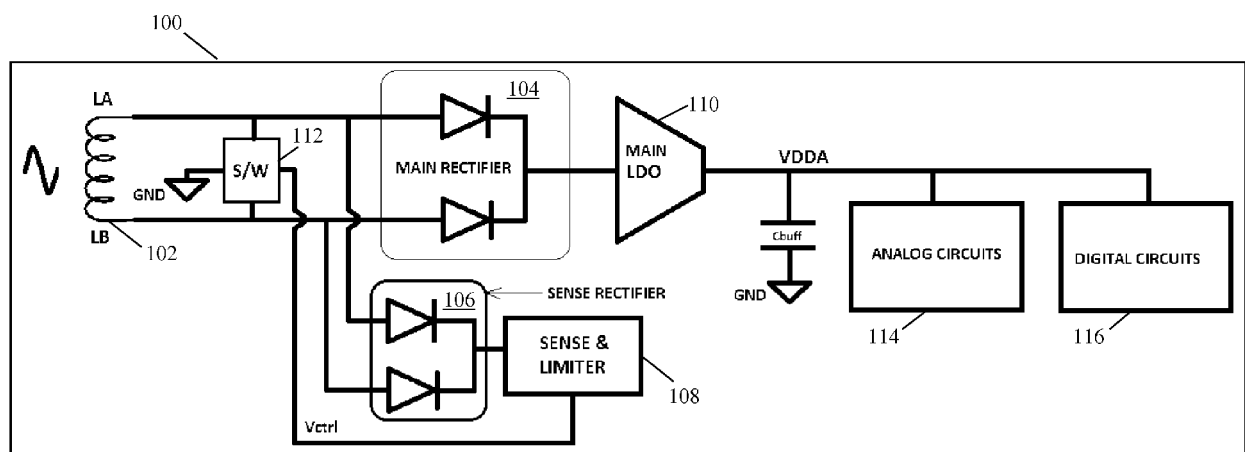 100
LA
104
110
112
S/W
MAIN RECTIFIER
MAIN
LDO
VDDA
GND
LB
102
Cbuff
ANALOG CIRCUITS
DIGITAL CIRCUITS
106
SENSE RECTIFIER
GND
SENSE &
LIMITER
114
116
108
Vctrl